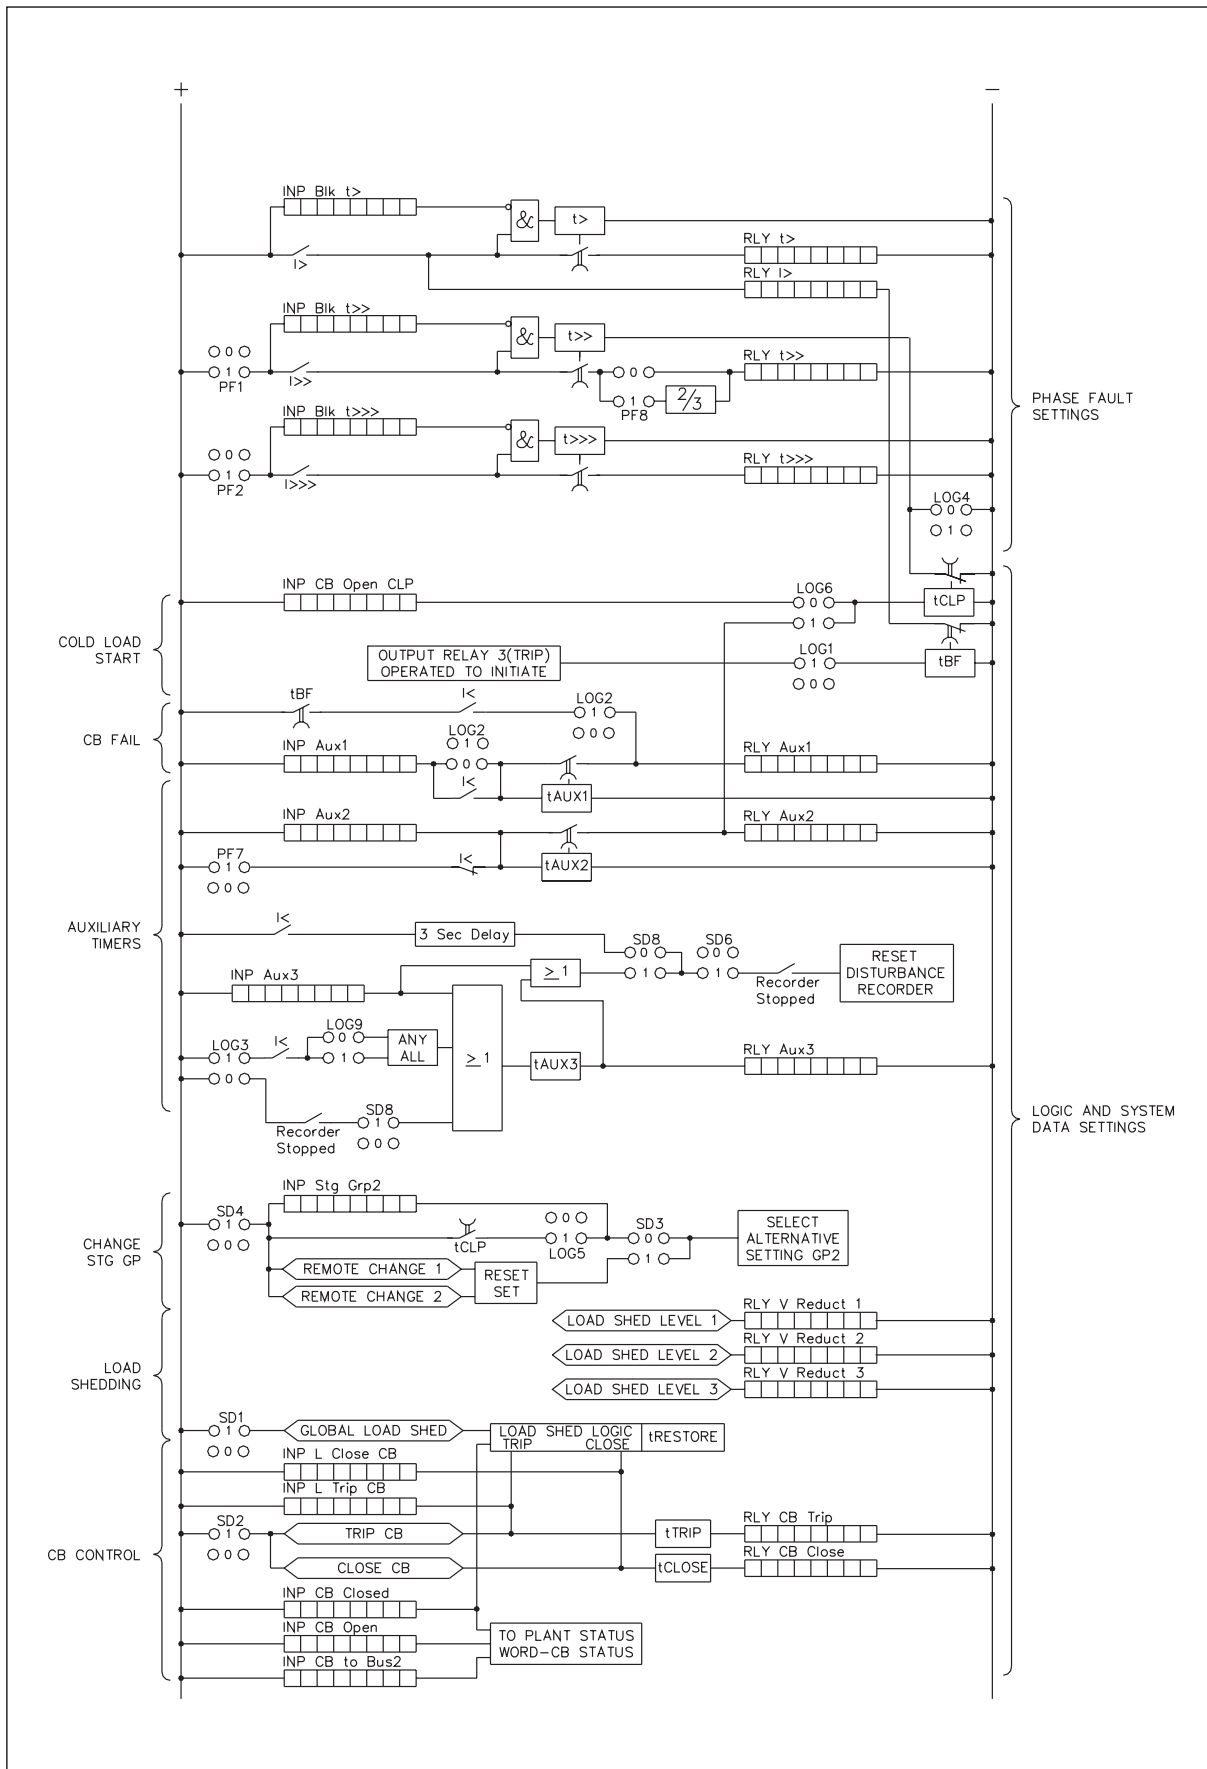 +
−
INP Blk t>
&
t>
I>
RLY t>
RLY I>
INP Blk t>>
&
t>>
0
1
PF1
I>>
0
1
PF8
2/3
RLY t>>
INP Blk t>>>
&
t>>>
0
1
PF2
I>>>
RLY t>>>
PHASE FAULT
SETTINGS
LOG4
0
1
INP CB Open CLP
LOG6
0
1
tCLP
COLD LOAD
START
OUTPUT RELAY 3(TRIP)
OPERATED TO INITIATE
LOG1
1
0
tBF
CB FAIL
tBF
I<
LOG2
1
0
LOG2
1
0
INP Aux1
I<
tAUX1
RLY Aux1
INP Aux2
RLY Aux2
PF7
1
0
I<
tAUX2
AUXILIARY
TIMERS
I<
3 Sec Delay
SD8
0
1
SD6
0
1
Recorder
Stopped
RESET
DISTURBANCE
RECORDER
INP Aux3
≥1
LOG3
1
0
I<
LOG9
0
1
ANY
ALL
≥1
tAUX3
RLY Aux3
Recorder
Stopped
SD8
1
0
LOGIC AND SYSTEM
DATA SETTINGS
CHANGE
STG GP
SD4
1
0
INP Stg Grp2
tCLP
0
1
LOG5
SD3
0
1
SELECT
ALTERNATIVE
SETTING GP2
REMOTE CHANGE 1
REMOTE CHANGE 2
RESET
SET
LOAD
SHEDDING
LOAD SHED LEVEL 1
RLY V Reduct 1
LOAD SHED LEVEL 2
RLY V Reduct 2
LOAD SHED LEVEL 3
RLY V Reduct 3
SD1
1
0
GLOBAL LOAD SHED
LOAD SHED LOGIC
TRIP CLOSE
tRESTORE
INP L Close CB
INP L Trip CB
CB CONTROL
SD2
1
0
TRIP CB
tTRIP
RLY CB Trip
CLOSE CB
tCLOSE
RLY CB Close
INP CB Closed
INP CB Open
INP CB to Bus2
TO PLANT STATUS
WORD-CB STATUS